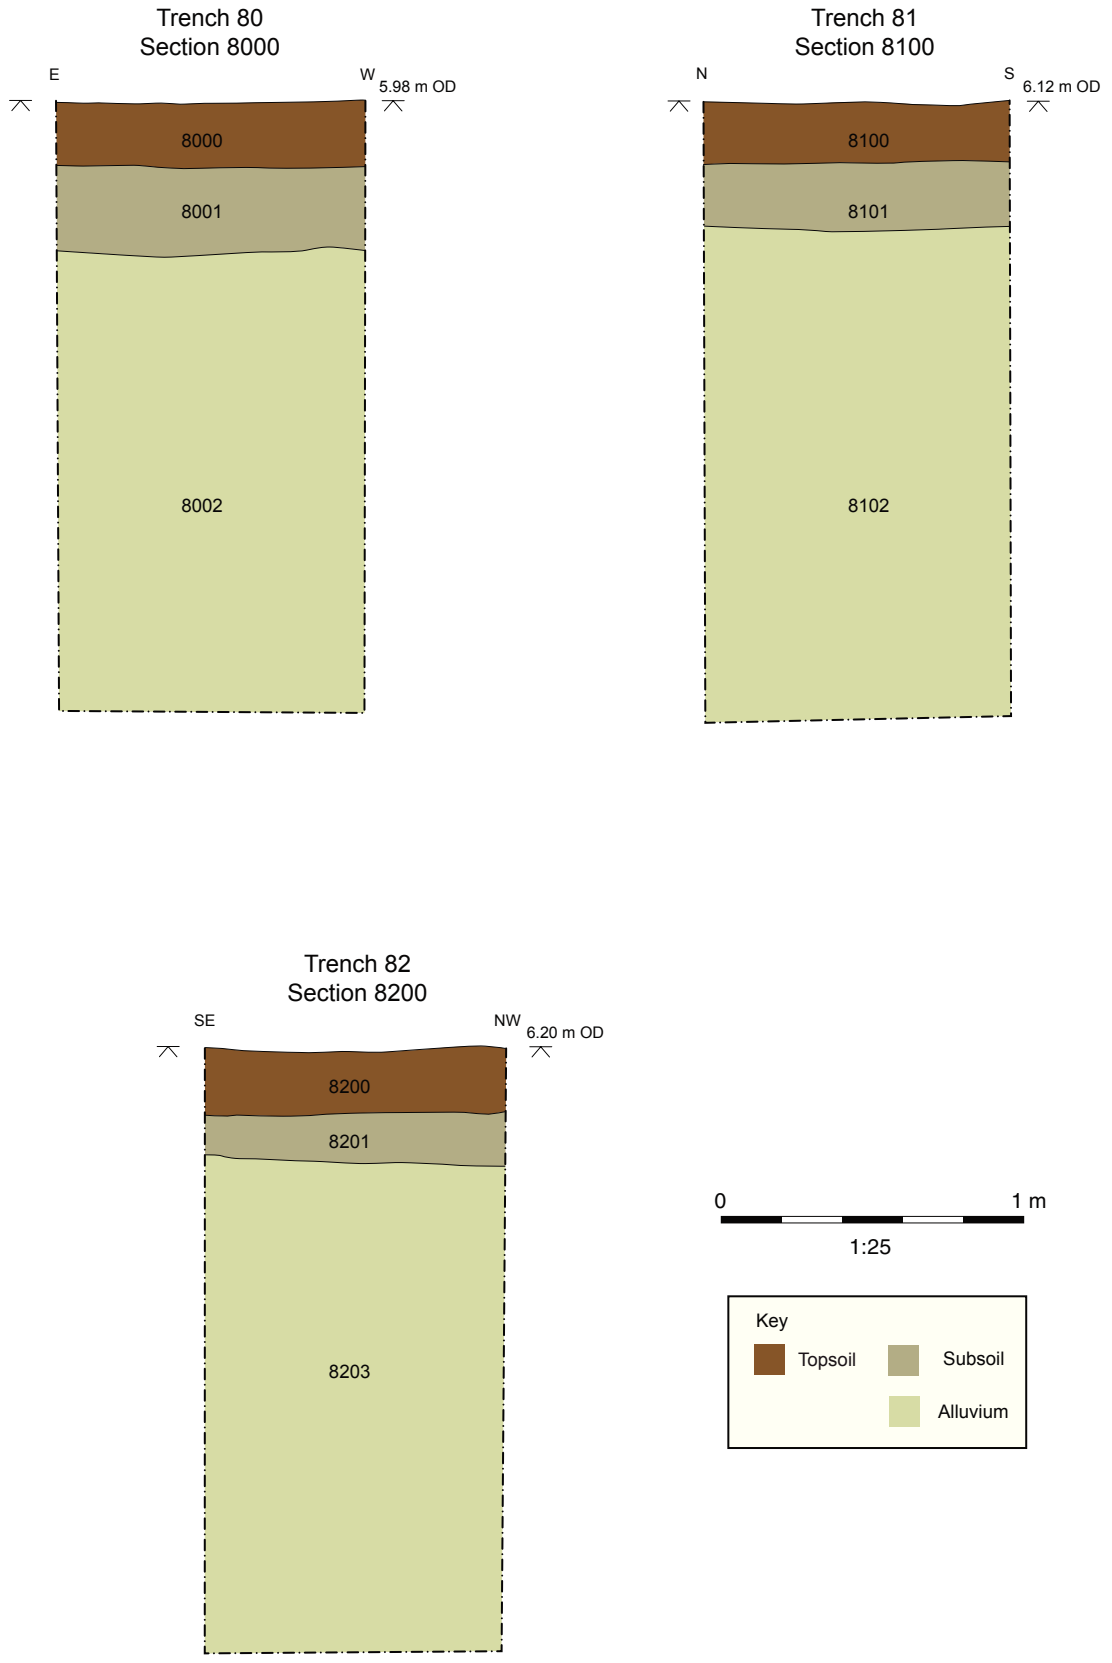 Trench 80
Section 8000
E
W
5.98 m OD
8000
8001
8002
Trench 81
Section 8100
N
S
6.12 m OD
8100
8101
8102
Trench 82
Section 8200
SE
NW
6.20 m OD
8200
8201
8203
0 1 m
1:25
Key
Topsoil Subsoil
Alluvium